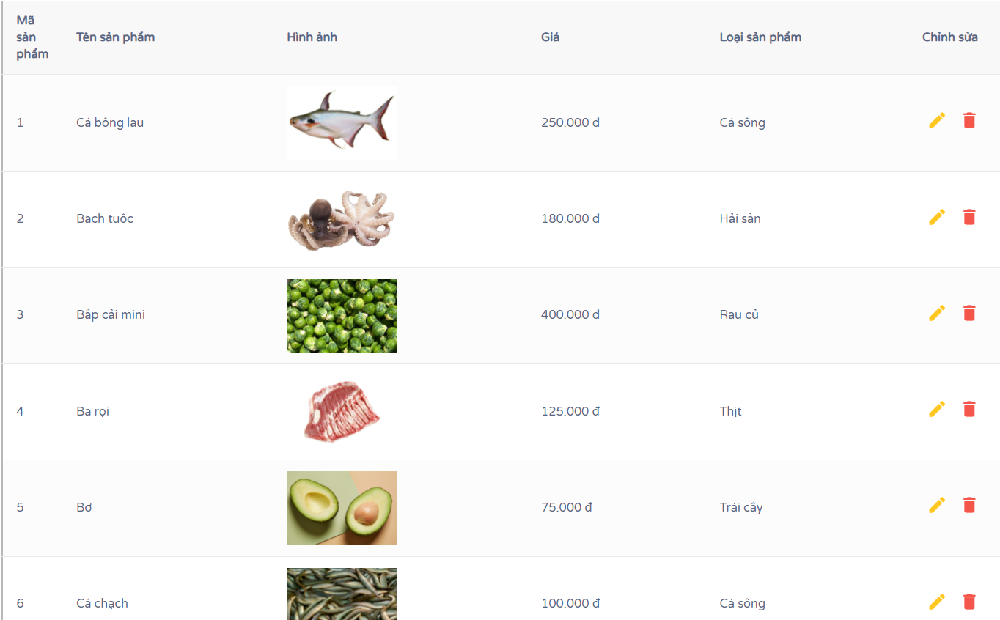 Mã
sản
phẩm
Tên sản phẩm
Hình ảnh
Giá
Loại sản phẩm
Chỉnh sửa
1
Cá bông lau
250.000 đ
Cá sông
2
Bạch tuộc
180.000 đ
Hải sản
3
Bắp cải mini
400.000 đ
Rau củ
4
Ba rọi
125.000 đ
Thịt
5
Bơ
75.000 đ
Trái cây
6
Cá chạch
100.000 đ
Cá sông